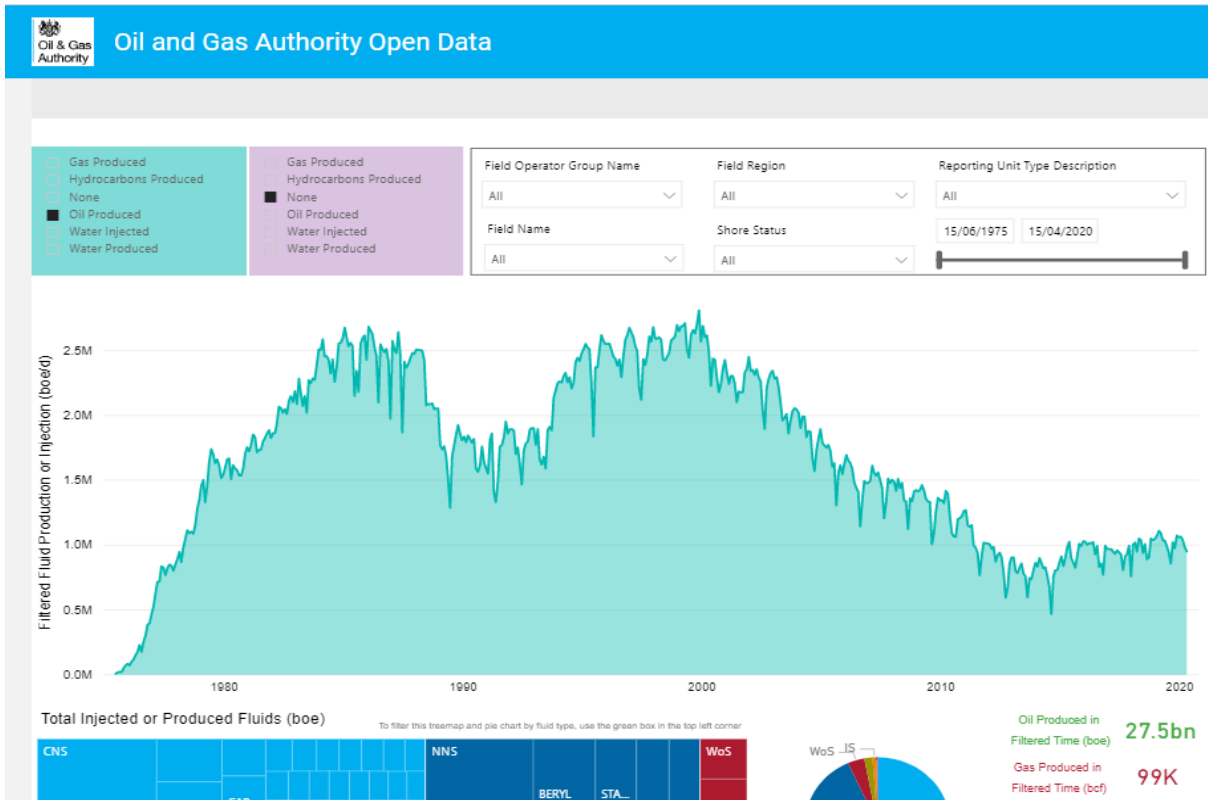 Oil & Gas
Authority
Oil and Gas Authority Open Data
Gas Produced
Hydrocarbons Produced
None
Oil Produced
Water Injected
Water Produced
Gas Produced
Hydrocarbons Produced
None
Oil Produced
Water Injected
Water Produced
Field Operator Group Name
All
Field Region
All
Reporting Unit Type Description
All
Field Name
All
Shore Status
All
15/06/1975 15/04/2020
Filtered Fluid Production or Injection (boe/d)
2.5M
2.0M
1.5M
1.0M
0.5M
0.0M
1980 1990 2000 2010 2020
Total Injected or Produced Fluids (boe)
To filter this treemap and pie chart by fluid type, use the green box in the top left corner
CNS
NNS
BERYL
STA...
WoS
WoS
IS
Oil Produced in
Filtered Time (boe)
27.5bn
Gas Produced in
Filtered Time (bcf)
99K